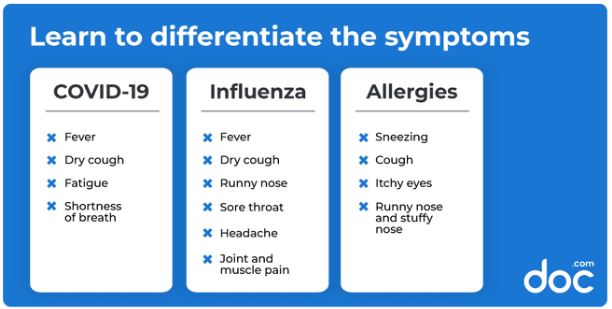 Learn to differentiate the symptoms
COVID-19
Fever
Dry cough
Fatigue
Shortness
of breath
Influenza
Fever
Dry cough
Runny nose
Sore throat
Headache
Joint and
muscle pain
Allergies
Sneezing
Cough
Itchy eyes
Runny nose
and stuffy
nose
.com
doc